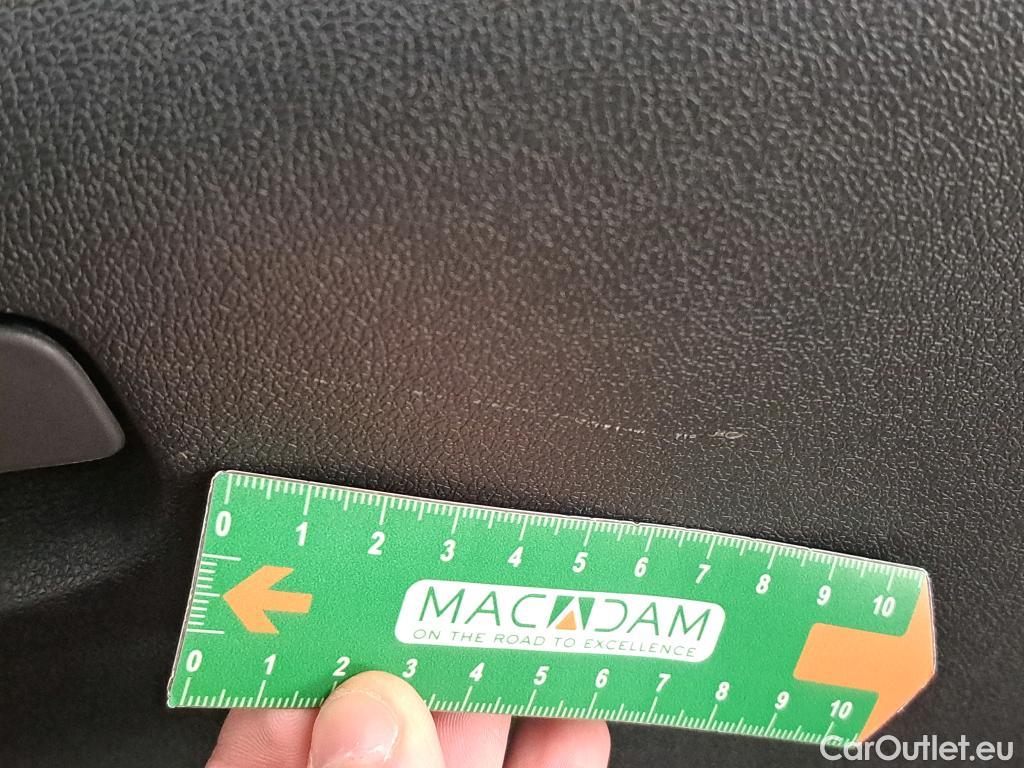 0 1 2 3 4 5 6 7 8 9 10
MACADAM
ON THE ROAD TO EXCELLENCE
0 1 2 3 4 5 6 7 8 9 10
CarOutlet.eu